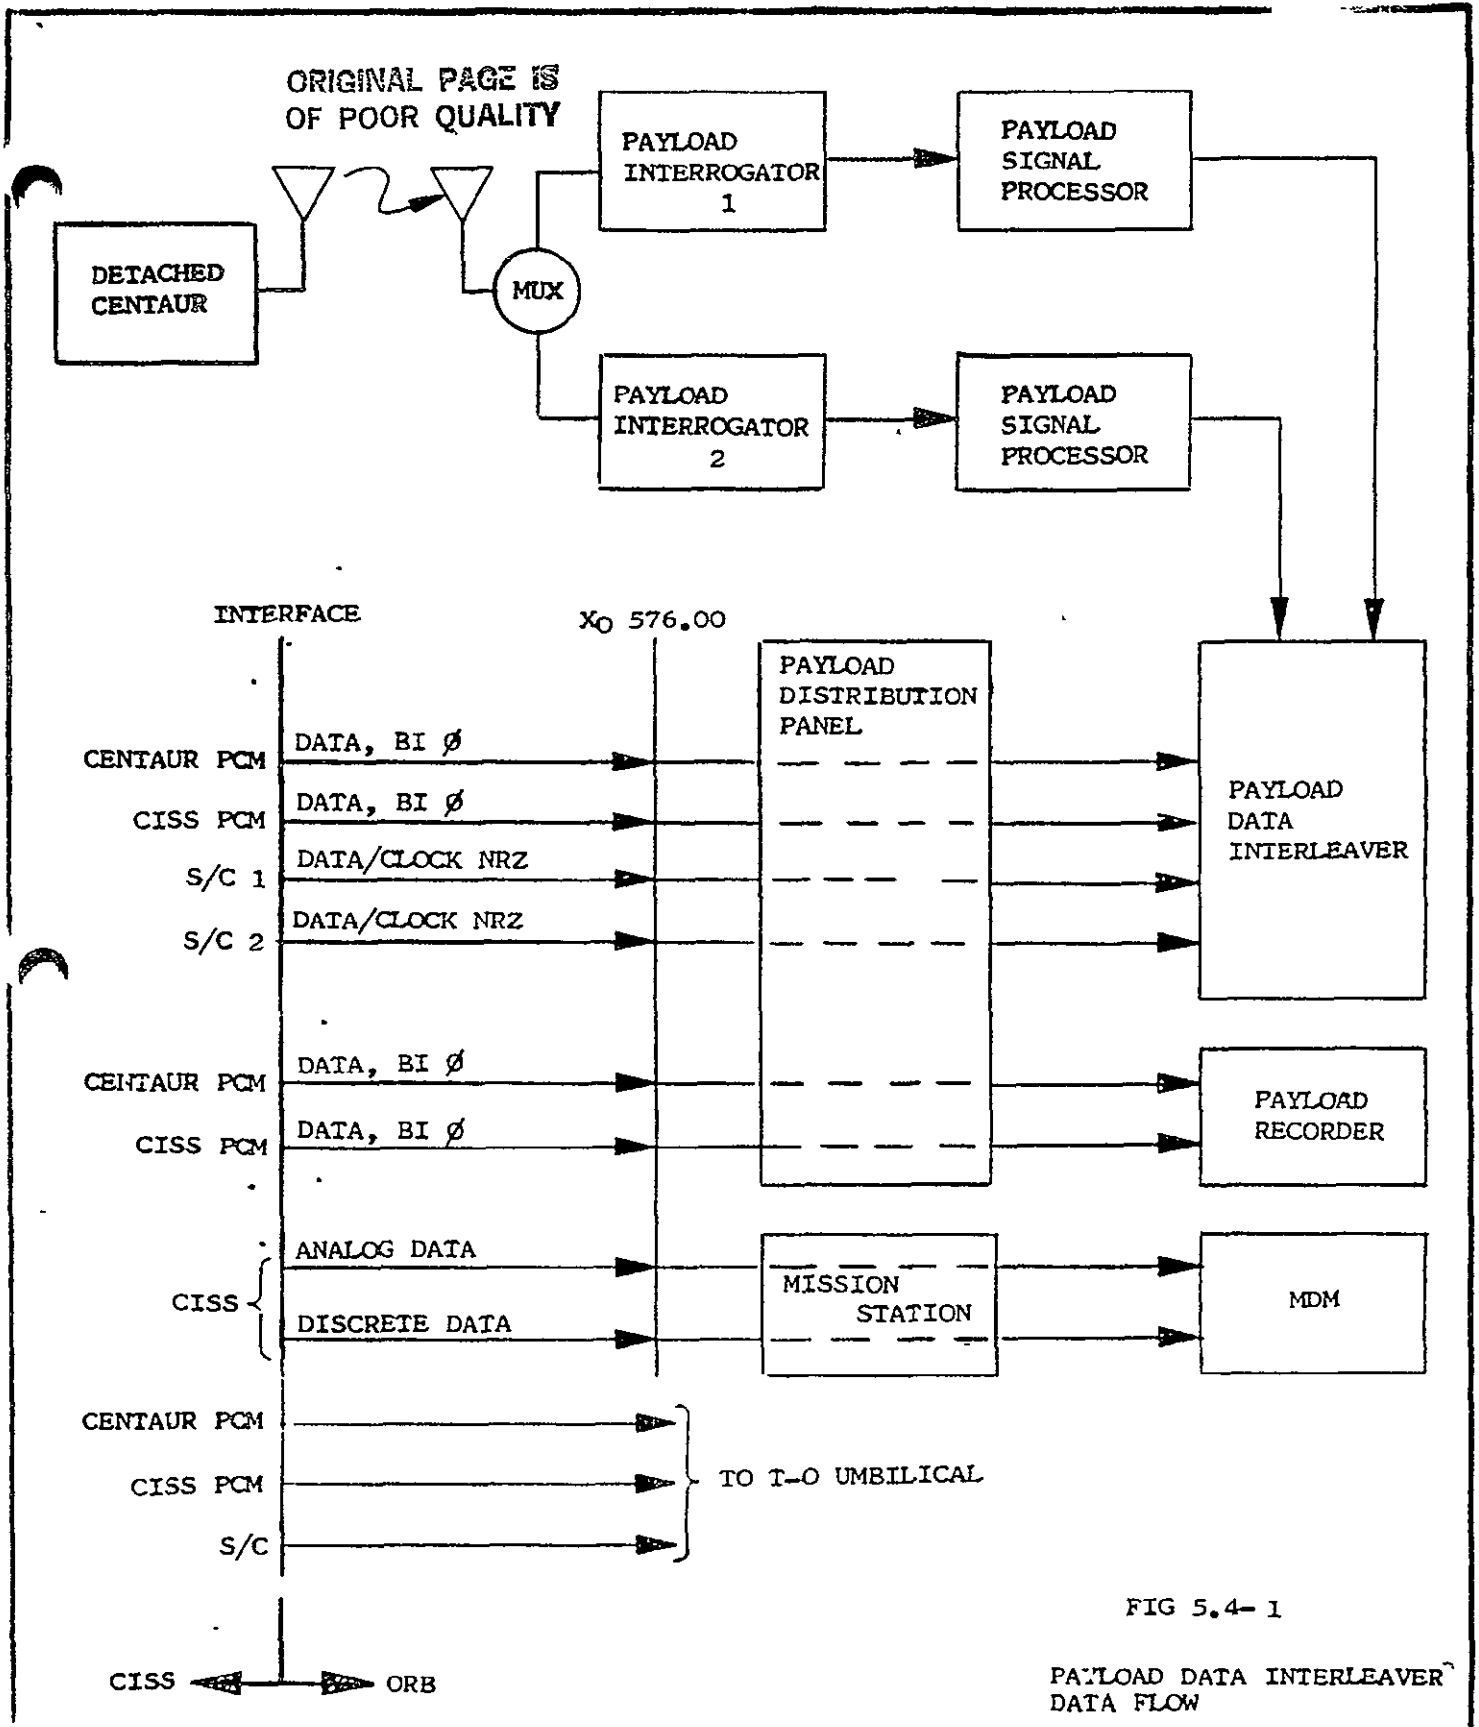 ORIGINAL PAGE IS
OF POOR QUALITY
PAYLOAD
INTERROGATOR
1
PAYLOAD
SIGNAL
PROCESSOR
DETACHED
CENTAUR
MUX
PAYLOAD
INTERROGATOR
2
PAYLOAD
SIGNAL
PROCESSOR
INTERFACE
XO 576.00
PAYLOAD
DISTRIBUTION
PANEL
CENTAUR PCM
DATA, BI Ø
CISS PCM
DATA, BI Ø
S/C 1
DATA/CLOCK NRZ
S/C 2
DATA/CLOCK NRZ
PAYLOAD
DATA
INTERLEAVER
CENTAUR PCM
DATA, BI Ø
CISS PCM
DATA, BI Ø
PAYLOAD
RECORDER
CISS
ANALOG DATA
DISCRETE DATA
MISSION
STATION
MDM
CENTAUR PCM
CISS PCM
S/C
TO T-O UMBILICAL
FIG 5.4-1
CISS
ORB
PAYLOAD DATA INTERLEAVER
DATA FLOW